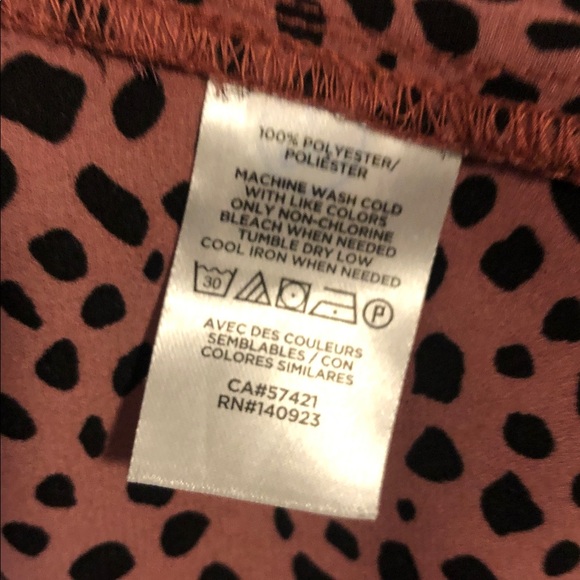 100% POLYESTER/
POLIÉSTER
MACHINE WASH COLD
WITH LIKE COLORS
ONLY NON-CHLORINE
BLEACH WHEN NEEDED
TUMBLE DRY LOW
COOL IRON WHEN NEEDED
30 P
AVEC DES COULEURS
SEMBLABLES / CON
COLORES SIMILARES
CA#57421
RN#140923